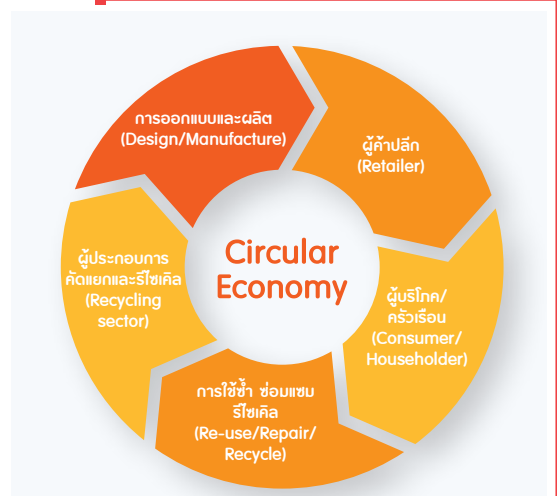 การออกแบบและผลิต
(Design/Manufacture)
ผู้ค้าปลีก
(Retailer)
Circular
Economy
ผู้บริโภค/
ครัวเรือน
(Consumer/
Householder)
การใช้ซ้ำ ซ่อมแซม
รีไซเคิล
(Re-use/Repair/
Recycle)
ผู้ประกอบการ
คัดแยกและรีไซเคิล
(Recycling
sector)